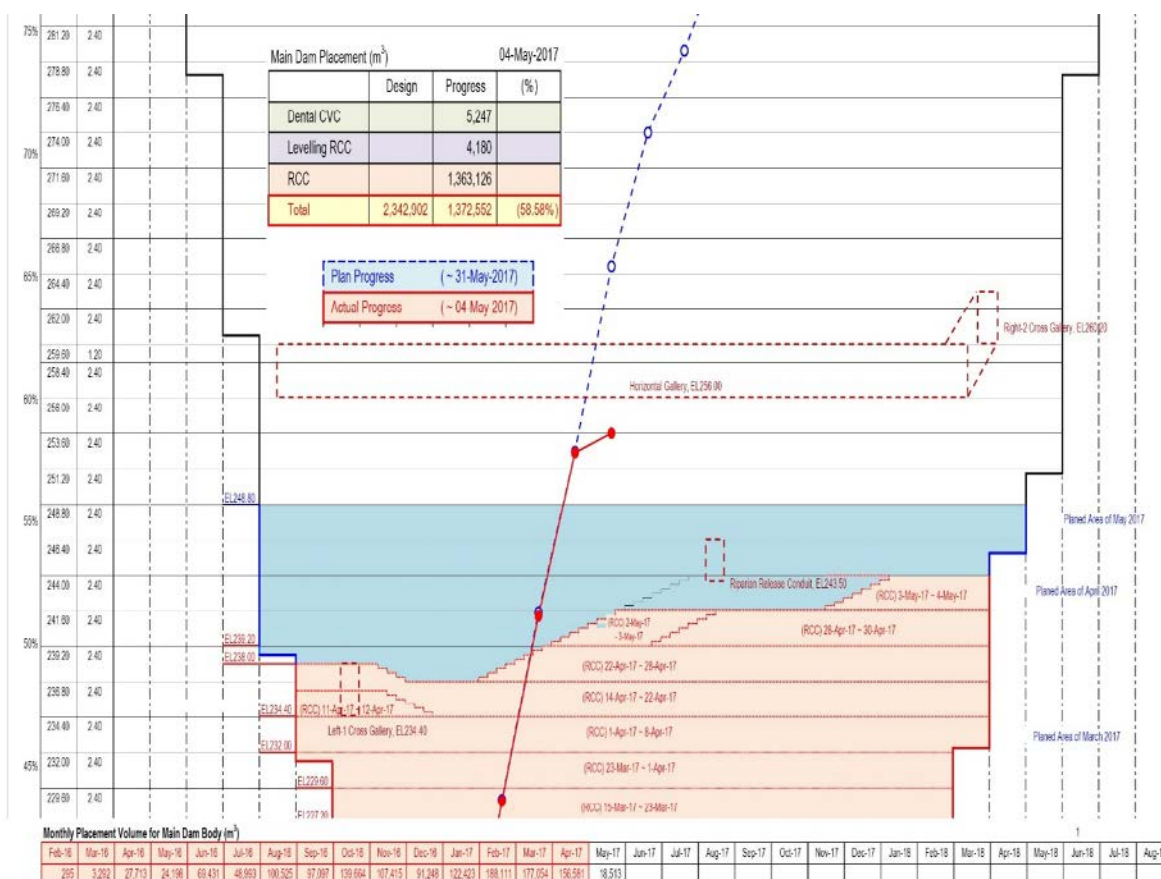 Main Dam Placement (m³) 04-May-2017
Design Progress (%)
Dental CVC 5,247
Levelling RCC 4,180
RCC 1,363,126
Total 2,342,902 1,372,552 (58.58%)
Plan Progress (~ 31-May-2017)
Actual Progress (~ 04 May 2017)
75%
281.20 2.40
278.80 2.40
276.40 2.40
274.00 2.40
70%
271.60 2.40
269.20 2.40
266.80 2.40
65%
264.40 2.40
262.00 2.40
259.60 1.20
258.40 2.40
60%
256.00 2.40
253.60 2.40
251.20 2.40
248.80 2.40
55%
246.40 2.40
244.00 2.40
241.60 2.40
50%
239.20 2.40
236.80 2.40
234.40 2.40
45%
232.00 2.40
229.60 2.40
Right-2 Cross Gallery, EL260.20
Horizontal Gallery, EL256.00
EL248.80
Planed Area of May 2017
Riparian Release Conduit, EL243.50
(RCC) 3-May-17 ~ 4-May-17
Planed Area of April 2017
(RCC) 2-May-17
- 3-May-17
(RCC) 28-Apr-17 ~ 30-Apr-17
EL239.20
EL238.00
(RCC) 22-Apr-17 ~ 28-Apr-17
(RCC) 14-Apr-17 ~ 22-Apr-17
EL234.40
(RCC) 11-Apr-17 ~ 12-Apr-17
Left-1 Cross Gallery, EL234.40
(RCC) 1-Apr-17 ~ 8-Apr-17
Planed Area of March 2017
EL232.00
(RCC) 23-Mar-17 ~ 1-Apr-17
EL229.60
(RCC) 15-Mar-17 ~ 23-Mar-17
EL227.20
Monthly Placement Volume for Main Dam Body (m³) 1
Feb-16 Mar-16 Apr-16 May-16 Jun-16 Jul-16 Aug-16 Sep-16 Oct-16 Nov-16 Dec-16 Jan-17 Feb-17 Mar-17 Apr-17 May-17 Jun-17 Jul-17 Aug-17 Sep-17 Oct-17 Nov-17 Dec-17 Jan-18 Feb-18 Mar-18 Apr-18 May-18 Jun-18 Jul-18
295 3,292 27,713 24,196 69,431 48,993 100,525 97,097 139,664 107,415 91,248 122,423 188,111 177,054 156,581 18,513